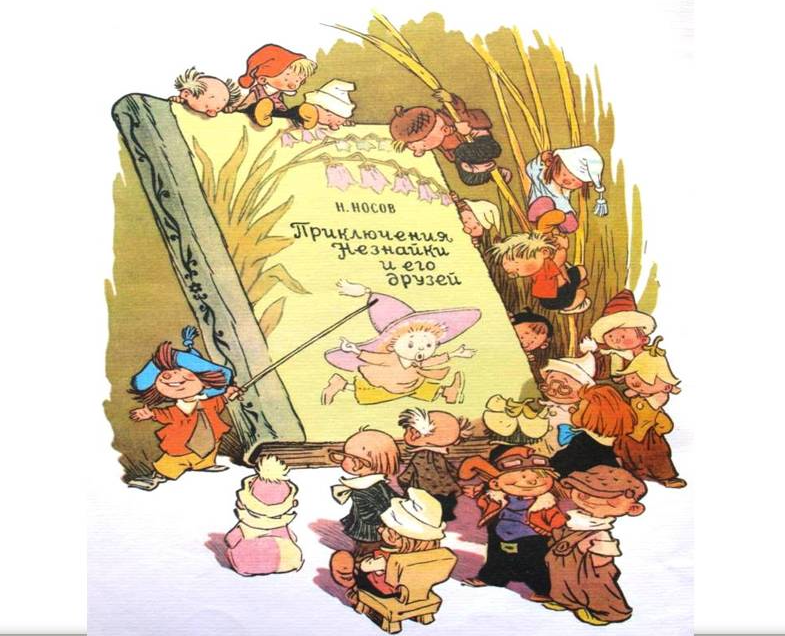 Н. НОСОВ
Приключения
Незнайки
и его
друзей